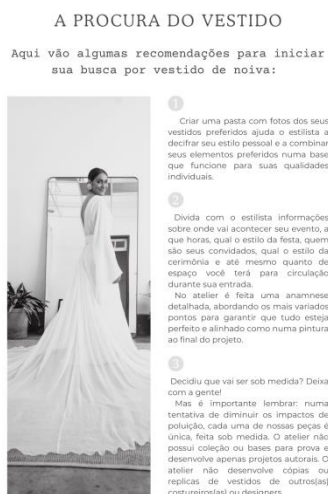 A PROCURA DO VESTIDO
Aqui vão algumas recomendações para iniciar
sua busca por vestido de noiva:
1
Criar uma pasta com fotos dos seus
vestidos preferidos ajuda o estilista a
decifrar seu estilo pessoal e a combinar
seus elementos preferidos numa base
que funcione para suas qualidades
individuais.
2
Divida com o estilista informações
sobre onde vai acontecer seu evento, a
que horas, qual o estilo da festa, quem
são seus convidados, qual o estilo da
cerimônia e até mesmo quanto de
espaço você terá para circulação
durante sua entrada.
No atelier é feita uma anamnese
detalhada, abordando os mais variados
pontos para garantir que tudo esteja
perfeito e alinhado como numa pintura
ao final do projeto.
3
Decidiu que vai ser sob medida? Deixa
com a gente!
Mas é importante lembrar: numa
tentativa de diminuir os impactos de
poluição, cada uma de nossas peças é
única, feita sob medida. O atelier não
possui coleção ou bases para prova e
desenvolve apenas projetos autorais. O
atelier não desenvolve cópias ou
replicas de vestidos de outros(as)
costureiros(as) ou designers.